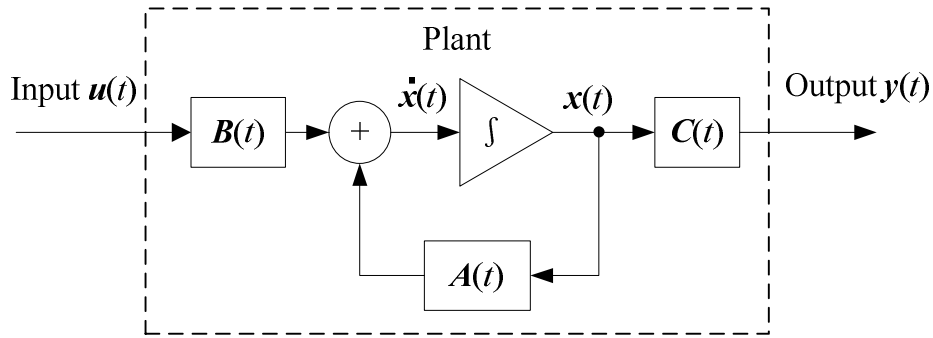 Plant
Input u(t)
B(t)
+
ẋ(t)
∫
x(t)
C(t)
Output y(t)
A(t)